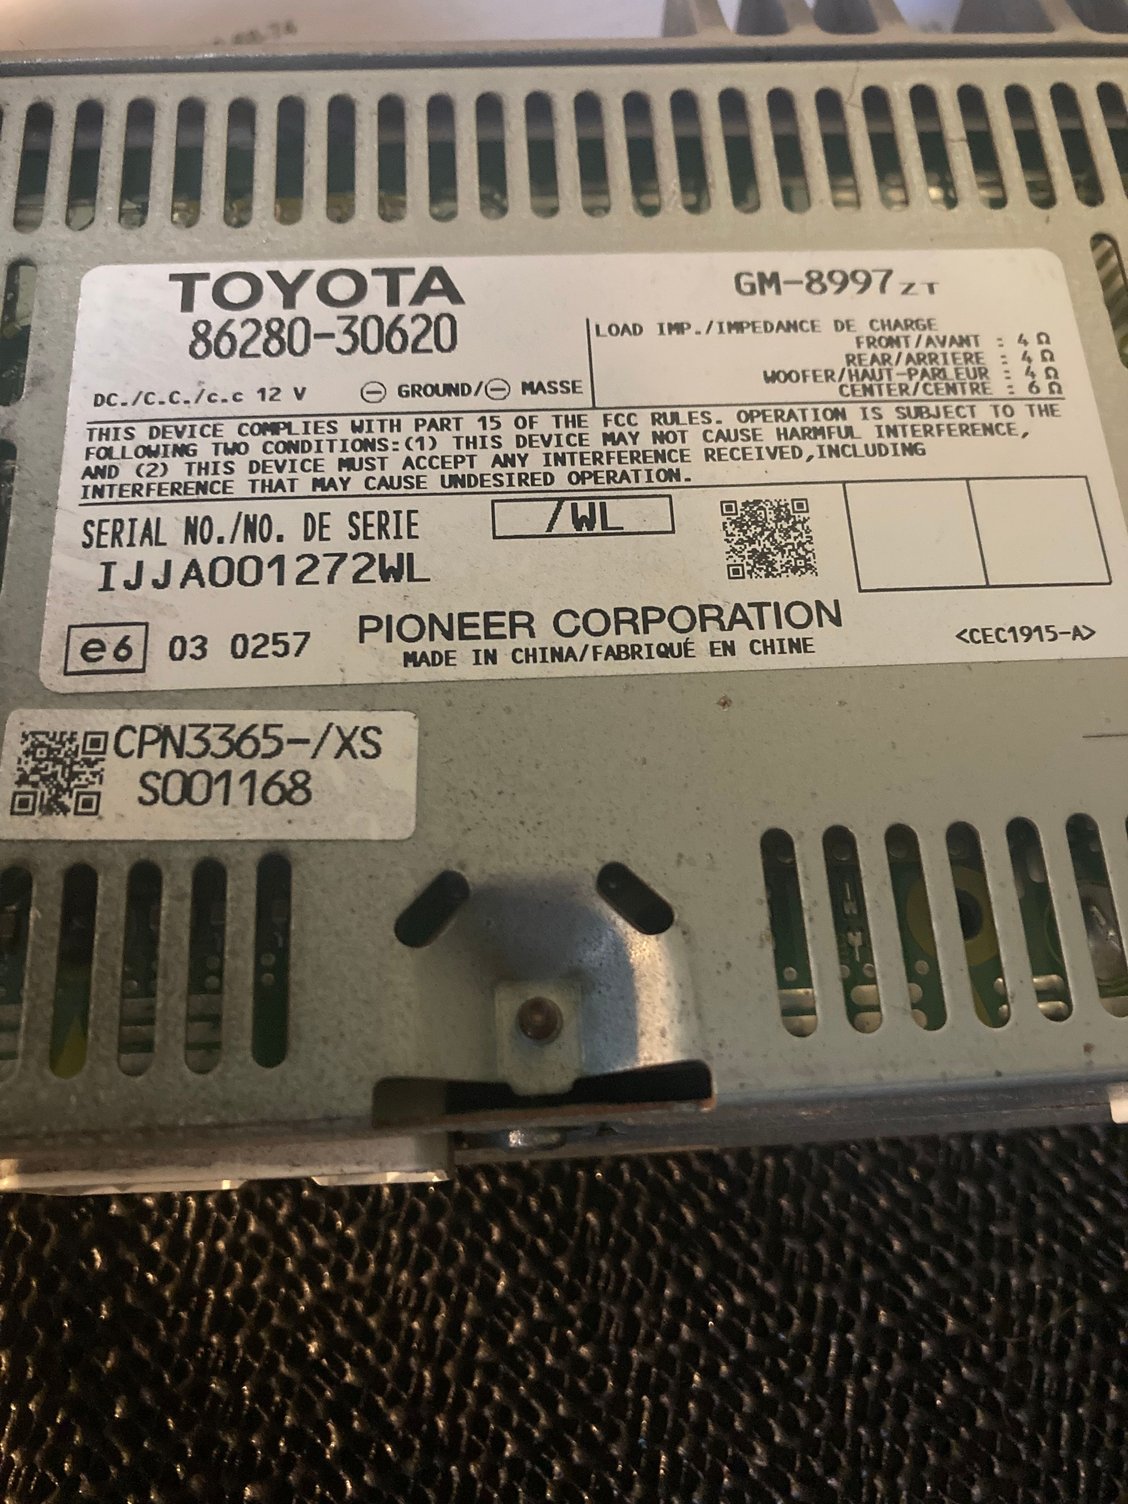 TOYOTA
86280-30620
DC./C.C./c.c 12 V ⊖ GROUND/⊖ MASSE
GM-8997ZT
LOAD IMP./IMPEDANCE DE CHARGE
FRONT/AVANT : 4 Ω
REAR/ARRIERE : 4 Ω
WOOFER/HAUT-PARLEUR : 4 Ω
CENTER/CENTRE : 6 Ω
THIS DEVICE COMPLIES WITH PART 15 OF THE FCC RULES. OPERATION IS SUBJECT TO THE
FOLLOWING TWO CONDITIONS:(1) THIS DEVICE MAY NOT CAUSE HARMFUL INTERFERENCE,
AND (2) THIS DEVICE MUST ACCEPT ANY INTERFERENCE RECEIVED,INCLUDING
INTERFERENCE THAT MAY CAUSE UNDESIRED OPERATION.
SERIAL NO./NO. DE SERIE
/WL
IJJA001272WL
e6 03 0257
PIONEER CORPORATION
MADE IN CHINA/FABRIQUÉ EN CHINE
<CEC1915-A>
CPN3365-/XS
S001168